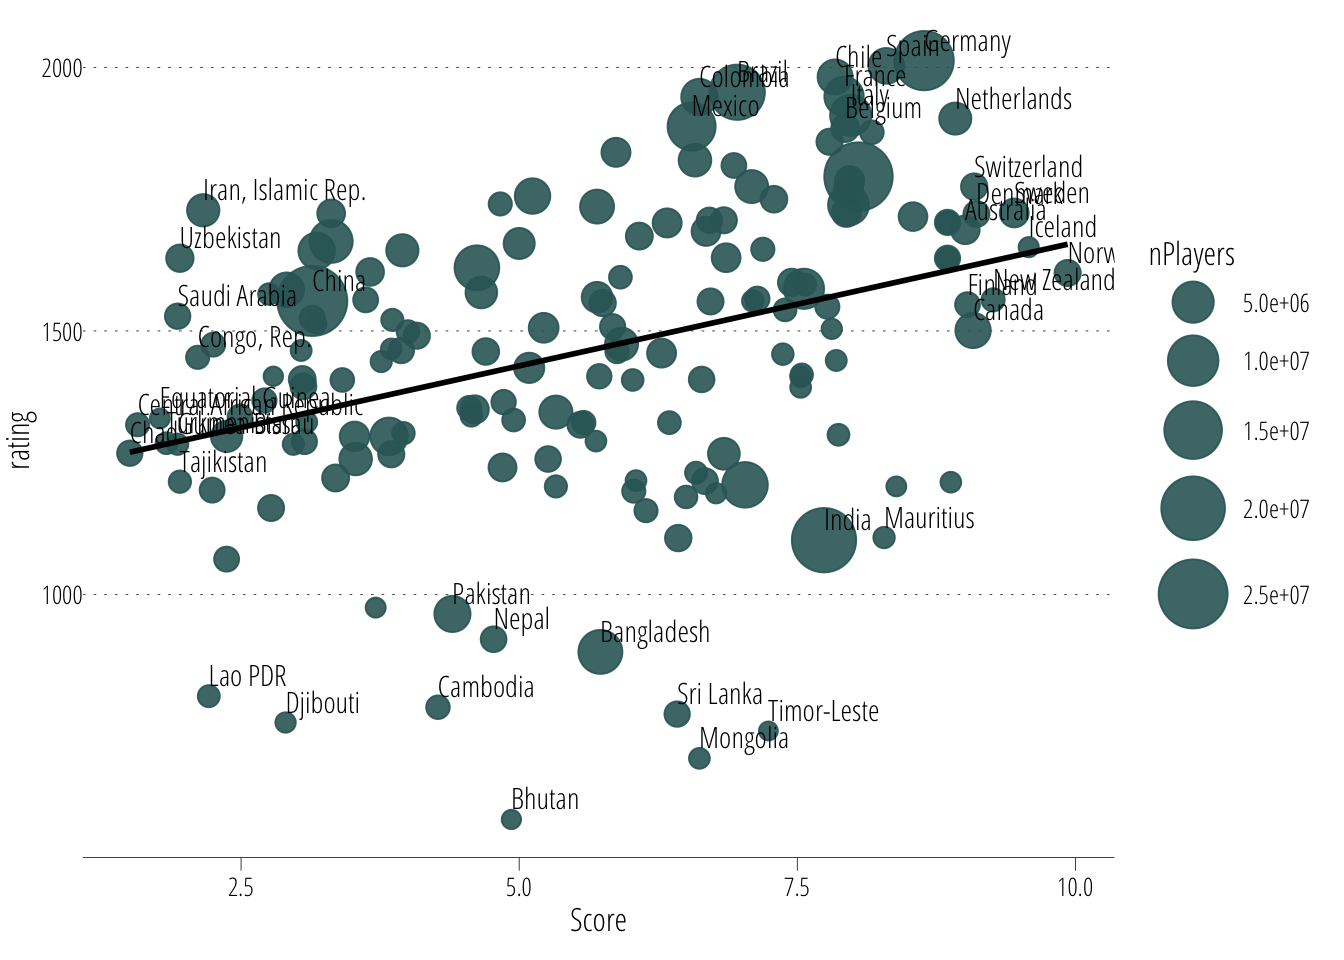 Germany
Spain
Chile
Brazil
Colombia
France
Italy
Mexico
Belgium
Netherlands
2000
Switzerland
Iran, Islamic Rep.
Denmark
Sweden
Australia
Iceland
Uzbekistan
Norw
nPlayers
China
New Zealand
Finland
Saudi Arabia
Canada
5.0e+06
1500
Congo, Rep.
1.0e+07
Equatorial Guinea
Central African Republic
Chad
1.5e+07
rating
Tajikistan
2.0e+07
India
Mauritius
1000
2.5e+07
Pakistan
Nepal
Bangladesh
Lao PDR
Djibouti
Cambodia
Sri Lanka
Timor-Leste
Mongolia
Bhutan
2.5
5.0
7.5
10.0
Score